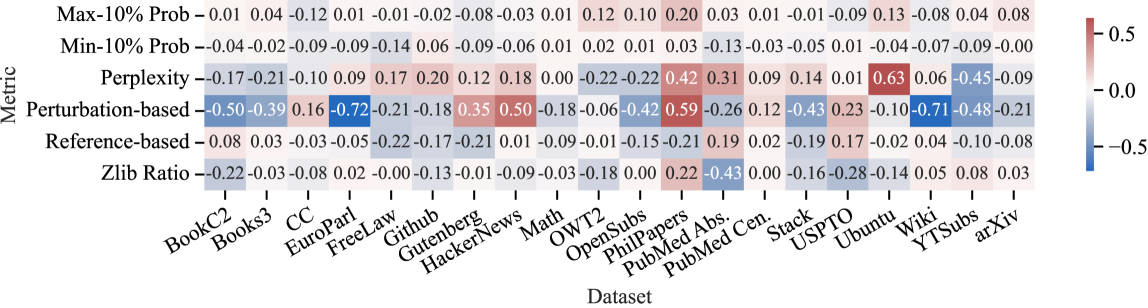 Max-10% Prob 0.01 0.04 -0.12 0.01 -0.01 -0.02 -0.08 -0.03 0.01 0.12 0.10 0.20 0.03 0.01 -0.01 -0.09 0.13 -0.08 0.04 0.08
Min-10% Prob -0.04 -0.02 -0.09 -0.09 -0.14 0.06 -0.09 -0.06 0.01 0.02 0.01 0.03 -0.13 -0.03 -0.05 0.01 -0.04 -0.07 -0.09 -0.00
Perplexity -0.17 -0.21 -0.10 0.09 0.17 0.20 0.12 0.18 0.00 -0.22 -0.22 0.42 0.31 0.09 0.14 0.01 0.63 0.06 -0.45 -0.09
Perturbation-based -0.50 -0.39 0.16 -0.72 -0.21 -0.18 0.35 0.50 -0.18 -0.06 -0.42 0.59 -0.26 0.12 -0.43 0.23 -0.10 -0.71 -0.48 -0.21
Reference-based 0.08 0.03 -0.03 -0.05 -0.22 -0.17 -0.21 0.01 -0.09 -0.01 -0.15 -0.21 0.19 0.02 -0.19 0.17 -0.02 0.04 -0.10 -0.08
Zlib Ratio -0.22 -0.03 -0.08 0.02 -0.00 -0.13 -0.01 -0.09 -0.03 -0.18 0.00 0.22 -0.43 0.00 -0.16 -0.28 -0.14 0.05 0.08 0.03
Metric
BookC2 Books3 CC EuroParl FreeLaw Github Gutenberg HackerNews Math OWT2 OpenSubs PhilPapers PubMed Abs. PubMed Cen. Stack USPTO Ubuntu Wiki YTSubs arXiv
Dataset
0.5
0.0
−0.5